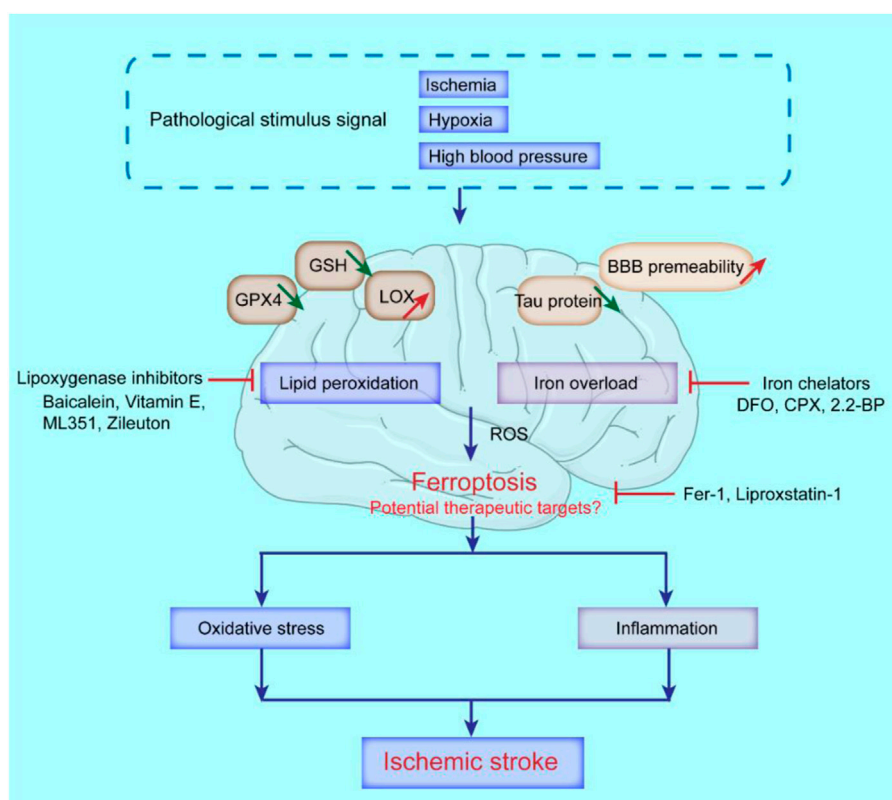 Ischemia
Pathological stimulus signal
Hypoxia
High blood pressure
GSH
BBB premeability
GPX4
LOX
Tau protein
Lipoxygenase inhibitors
Baicalein, Vitamin E,
ML351, Zileuton
Lipid peroxidation
Iron overload
Iron chelators
DFO, CPX, 2.2-BP
ROS
Ferroptosis
Potential therapeutic targets?
Fer-1, Liproxstatin-1
Oxidative stress
Inflammation
Ischemic stroke